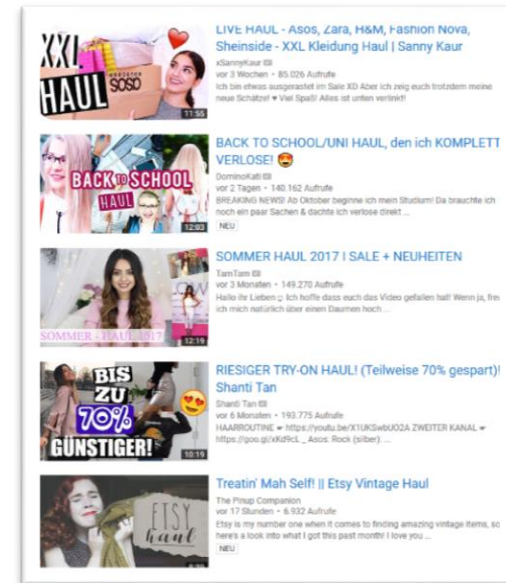 XXL
HAUL
SOSO
11:55
LIVE HAUL - Asos, Zara, H&M, Fashion Nova,
Sheinside - XXL Kleidung Haul | Sanny Kaur
xSannyKaur
vor 3 Wochen • 85.026 Aufrufe
Ich bin etwas ausgerastet im Sale XD Aber ich zeig euch trotzdem meine
neue Schätze! ♥ Viel Spaß! Alles ist unten verlinkt!
BACK TO SCHOOL
HAUL
12:03
BACK TO SCHOOL/UNI HAUL, den ich KOMPLETT
VERLOSE! 😍
DominoKati
vor 2 Tagen • 140.162 Aufrufe
BREAKING NEWS! Ab Oktober beginne ich mein Studium! Da brauchte ich
noch ein paar Sachen & dachte ich verlose direkt ...
NEU
SOMMER - HAUL 2017
12:19
SOMMER HAUL 2017 I SALE + NEUHEITEN
TamTam
vor 3 Monaten • 149.270 Aufrufe
Hallo ihr Lieben Ich hoffe dass euch das Video gefallen hat! Wenn ja, freu
ich mich natürlich über einen Daumen hoch ...
BIS
ZU
70%
GÜNSTIGER!
10:19
RIESIGER TRY-ON HAUL! (Teilweise 70% gespart)!
Shanti Tan
Shanti Tan
vor 6 Monaten • 193.775 Aufrufe
HAARROUTINE ☛ https://youtu.be/X1UKSwbUO2A ZWEITER KANAL ☛
https://goo.gl/xKd9cL _ Asos: Rock (silber). ...
ETSY
haul
Treatin' Mah Self! || Etsy Vintage Haul
The Pinup Companion
vor 17 Stunden • 6.932 Aufrufe
Etsy is my number one when it comes to finding amazing vintage items, so
here's a look into what I got this past month! I love you ...
NEU